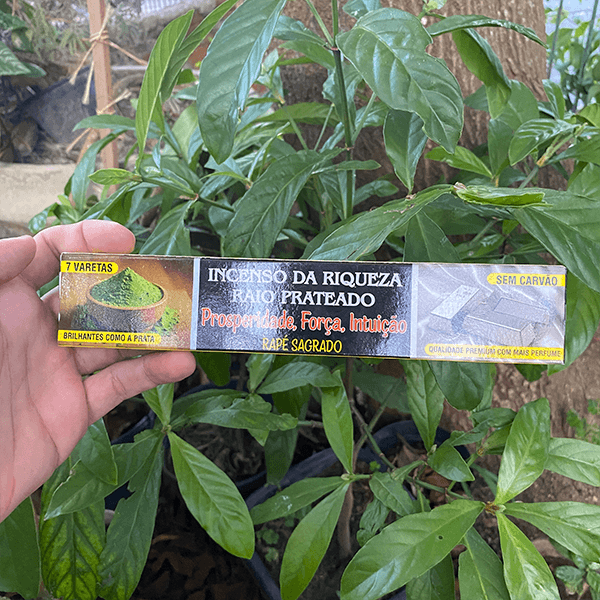 7 VARETAS
BRILHANTES COMO A PRATA
INCENSO DA RIQUEZA
RAIO PRATEADO
Prosperidade, Força, Intuição
RAPÉ SAGRADO
SEM CARVÃO
QUALIDADE PREMIUM COM MAIS PERFUME